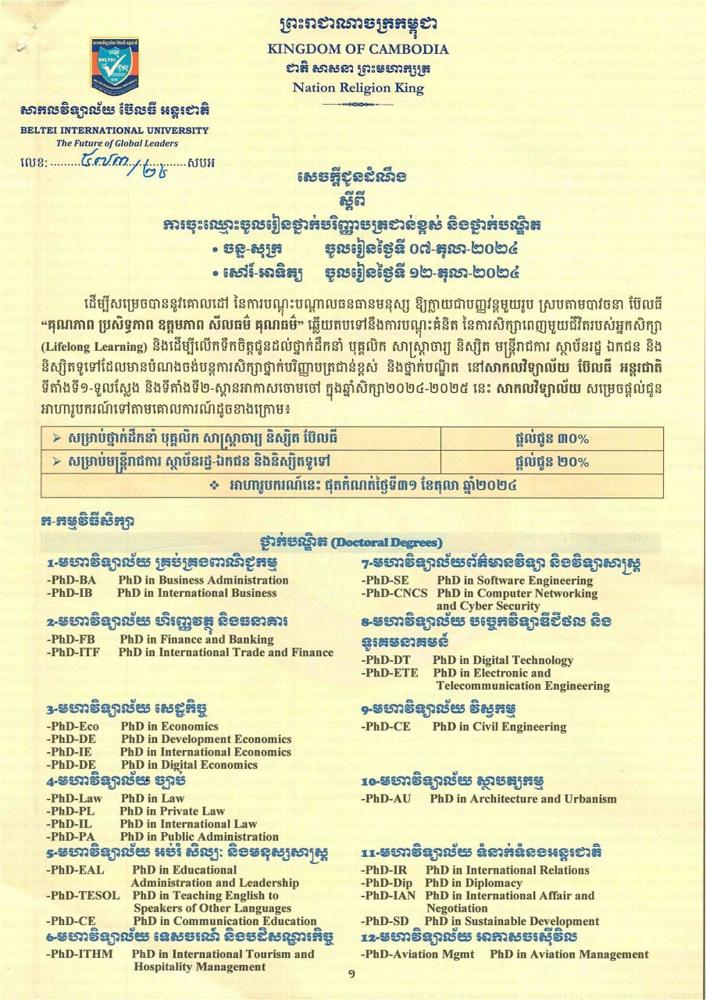 ព្រះរាជាណាចក្រកម្ពុជា
KINGDOM OF CAMBODIA
ជាតិ សាសនា ព្រះមហាក្សត្រ
Nation Religion King
BELTEI
សាកលវិទ្យាល័យ ប៊ែលធី អន្តរជាតិ
BELTEI INTERNATIONAL UNIVERSITY
The Future of Global Leaders
លេខ: ......៤៧៣/២៤......សបអ
សេចក្តីជូនដំណឹង
ស្តីពី
ការចុះឈ្មោះចូលរៀនថ្នាក់បរិញ្ញាបត្រជាន់ខ្ពស់ និងថ្នាក់បណ្ឌិត
• ចន្ទ-សុក្រ ចូលរៀនថ្ងៃទី ០៧-តុលា-២០២៤
• សៅរ៍-អាទិត្យ ចូលរៀនថ្ងៃទី ១២-តុលា-២០២៤
ដើម្បីសម្រេចបាននូវគោលដៅ នៃការបណ្តុះបណ្តាលធនធានមនុស្ស ឱ្យក្លាយជាបញ្ញវន្តមួយរូប ស្របតាមបាវចនា ប៊ែលធី
“គុណភាព ប្រសិទ្ធភាព ឧត្តមភាព សីលធម៌ គុណធម៌” ឆ្លើយតបទៅនឹងការបណ្តុះគំនិត នៃការសិក្សាពេញមួយជីវិតរបស់អ្នកសិក្សា
(Lifelong Learning) និងដើម្បីលើកទឹកចិត្តជូនដល់ថ្នាក់ដឹកនាំ បុគ្គលិក សាស្ត្រាចារ្យ និស្សិត មន្ត្រីរាជការ ស្ថាប័នរដ្ឋ ឯកជន និង
និស្សិតទូទៅដែលមានបំណងចង់បន្តការសិក្សាថ្នាក់បរិញ្ញាបត្រជាន់ខ្ពស់ និងថ្នាក់បណ្ឌិត នៅសាកលវិទ្យាល័យ ប៊ែលធី អន្តរជាតិ
ទីតាំងទី១-ទួលស្លែង និងទីតាំងទី២-ស្ពានអាកាសចោមចៅ ក្នុងឆ្នាំសិក្សា២០២៤-២០២៥ នេះ សាកលវិទ្យាល័យ សម្រេចផ្តល់ជូន
អាហារូបករណ៍ទៅតាមគោលការណ៍ដូចខាងក្រោម៖
➢ សម្រាប់ថ្នាក់ដឹកនាំ បុគ្គលិក សាស្ត្រាចារ្យ និស្សិត ប៊ែលធី ផ្តល់ជូន ៣០%
➢ សម្រាប់មន្ត្រីរាជការ ស្ថាប័នរដ្ឋ-ឯកជន និងនិស្សិតទូទៅ ផ្តល់ជូន ២០%
❖ អាហារូបករណ៍នេះ ផុតកំណត់ថ្ងៃទី៣១ ខែតុលា ឆ្នាំ២០២៤
ក-កម្មវិធីសិក្សា
ថ្នាក់បណ្ឌិត (Doctoral Degrees)
1-មហាវិទ្យាល័យ គ្រប់គ្រងពាណិជ្ជកម្ម
-PhD-BA PhD in Business Administration
-PhD-IB PhD in International Business
2-មហាវិទ្យាល័យ ហិរញ្ញវត្ថុ និងធនាគារ
-PhD-FB PhD in Finance and Banking
-PhD-ITF PhD in International Trade and Finance
3-មហាវិទ្យាល័យ សេដ្ឋកិច្ច
-PhD-Eco PhD in Economics
-PhD-DE PhD in Development Economics
-PhD-IE PhD in International Economics
-PhD-DE PhD in Digital Economics
4-មហាវិទ្យាល័យ ច្បាប់
-PhD-Law PhD in Law
-PhD-PL PhD in Private Law
-PhD-IL PhD in International Law
-PhD-PA PhD in Public Administration
5-មហាវិទ្យាល័យ អប់រំ សិល្បៈ និងមនុស្សសាស្ត្រ
-PhD-EAL PhD in Educational
Administration and Leadership
-PhD-TESOL PhD in Teaching English to
Speakers of Other Languages
-PhD-CE PhD in Communication Education
6-មហាវិទ្យាល័យ ទេសចរណ៍ និងបដិសណ្ឋារកិច្ច
-PhD-ITHM PhD in International Tourism and
Hospitality Management
7-មហាវិទ្យាល័យព័ត៌មានវិទ្យា និងវិទ្យាសាស្ត្រ
-PhD-SE PhD in Software Engineering
-PhD-CNCS PhD in Computer Networking
and Cyber Security
8-មហាវិទ្យាល័យ បច្ចេកវិទ្យាឌីជីថល និង
ទូរគមនាគមន៍
-PhD-DT PhD in Digital Technology
-PhD-ETE PhD in Electronic and
Telecommunication Engineering
9-មហាវិទ្យាល័យ វិស្វកម្ម
-PhD-CE PhD in Civil Engineering
10-មហាវិទ្យាល័យ ស្ថាបត្យកម្ម
-PhD-AU PhD in Architecture and Urbanism
11-មហាវិទ្យាល័យ ទំនាក់ទំនងអន្តរជាតិ
-PhD-IR PhD in International Relations
-PhD-Dip PhD in Diplomacy
-PhD-IAN PhD in International Affair and
Negotiation
-PhD-SD PhD in Sustainable Development
12-មហាវិទ្យាល័យ អាកាសចរស៊ីវិល
-PhD-Aviation Mgmt PhD in Aviation Management
១